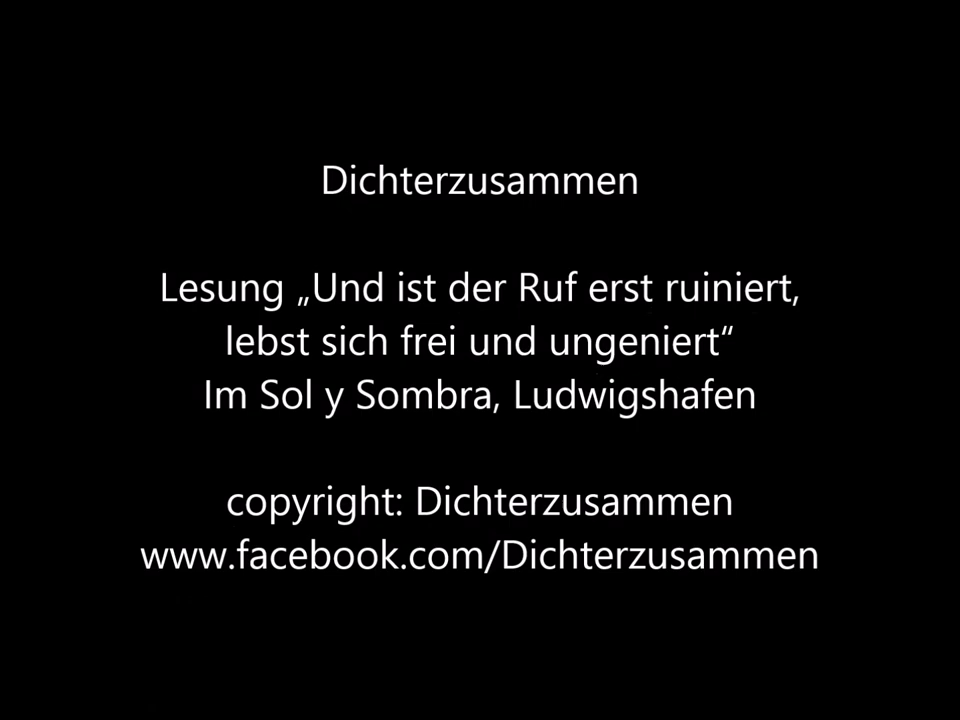 Dichterzusammen
Lesung „Und ist der Ruf erst ruiniert,
lebst sich frei und ungeniert“
Im Sol y Sombra, Ludwigshafen
copyright: Dichterzusammen
www.facebook.com/Dichterzusammen